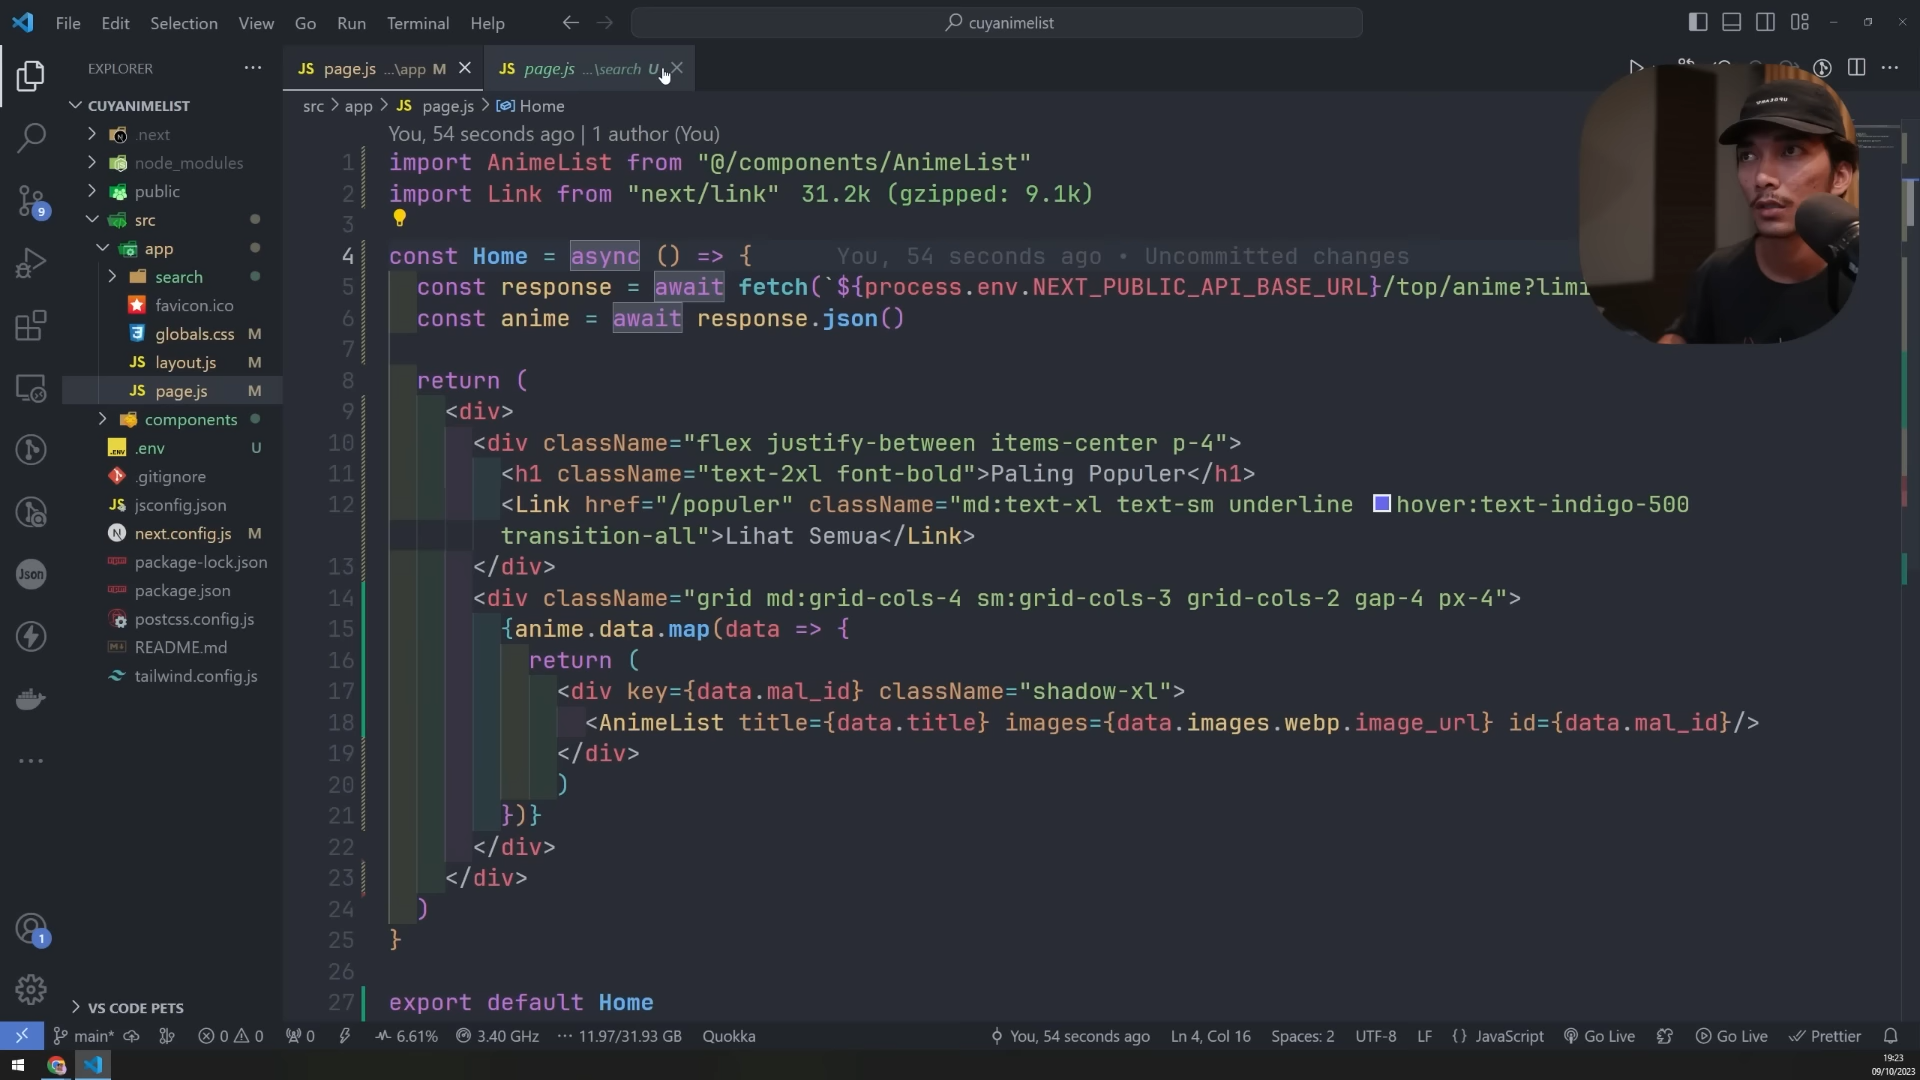 File Edit Selection View Go Run Terminal Help
cuyanimelist
EXPLORER
JS page.js ...\app M
JS page.js ...\search U
src > app > JS page.js > Home
CUYANIMELIST
.next
node_modules
public
src
app
search
favicon.ico
globals.css M
layout.js M
page.js M
components
.env U
.gitignore
jsconfig.json
next.config.js M
package-lock.json
package.json
postcss.config.js
README.md
tailwind.config.js
VS CODE PETS
9
Json
1
You, 54 seconds ago | 1 author (You)
1 import AnimeList from "@/components/AnimeList"
2 import Link from "next/link" 31.2k (gzipped: 9.1k)
3
4 const Home = async () => { You, 54 seconds ago • Uncommitted changes
5 const response = await fetch(`${process.env.NEXT_PUBLIC_API_BASE_URL}/top/anime?limi
6 const anime = await response.json()
7
8 return (
9 <div>
10 <div className="flex justify-between items-center p-4">
11 <h1 className="text-2xl font-bold">Paling Populer</h1>
12 <Link href="/populer" className="md:text-xl text-sm underline hover:text-indigo-500
transition-all">Lihat Semua</Link>
13 </div>
14 <div className="grid md:grid-cols-4 sm:grid-cols-3 grid-cols-2 gap-4 px-4">
15 {anime.data.map(data => {
16 return (
17 <div key={data.mal_id} className="shadow-xl">
18 <AnimeList title={data.title} images={data.images.webp.image_url} id={data.mal_id}/>
19 </div>
20 )
21 })}
22 </div>
23 </div>
24 )
25 }
26
27 export default Home
main* 0 0 0 6.61% 3.40 GHz 11.97/31.93 GB Quokka You, 54 seconds ago Ln 4, Col 16 Spaces: 2 UTF-8 LF {} JavaScript Go Live Go Live Prettier
19:23
09/10/2023